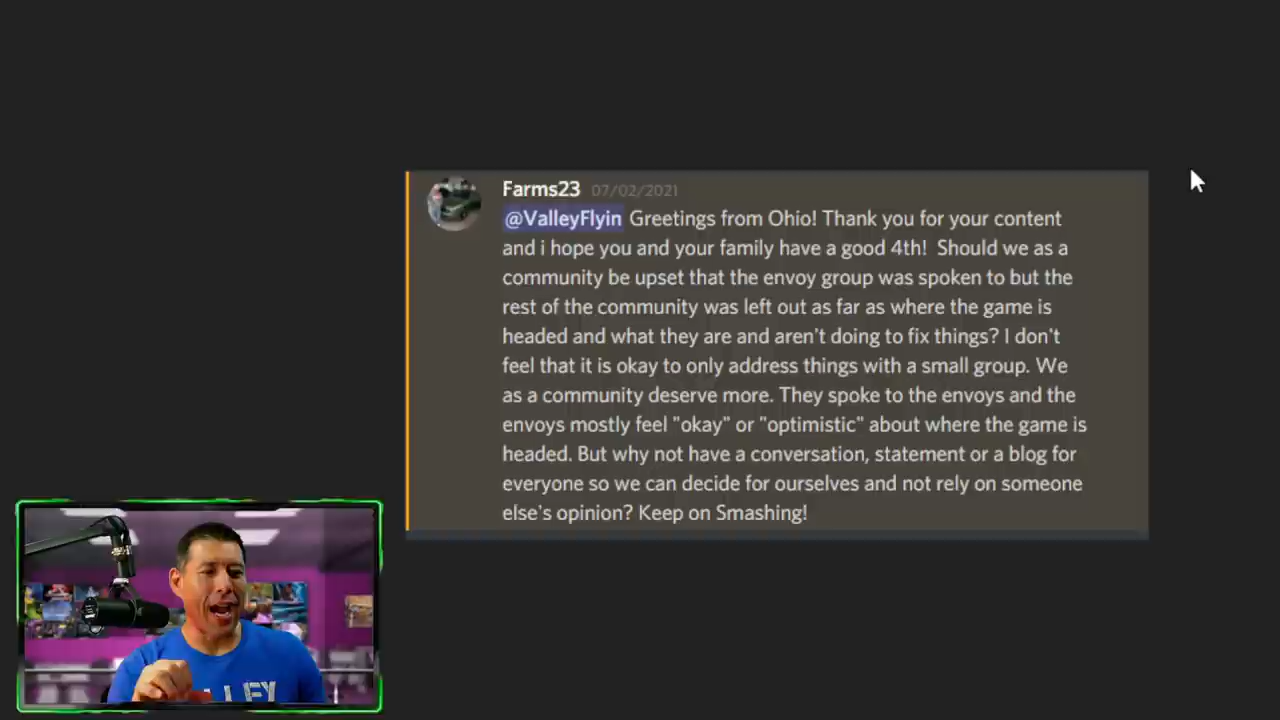 Farms23 07/02/2021
@ValleyFlyin Greetings from Ohio! Thank you for your content
and i hope you and your family have a good 4th! Should we as a
community be upset that the envoy group was spoken to but the
rest of the community was left out as far as where the game is
headed and what they are and aren't doing to fix things? I don't
feel that it is okay to only address things with a small group. We
as a community deserve more. They spoke to the envoys and the
envoys mostly feel "okay" or "optimistic" about where the game is
headed. But why not have a conversation, statement or a blog for
everyone so we can decide for ourselves and not rely on someone
else's opinion? Keep on Smashing!